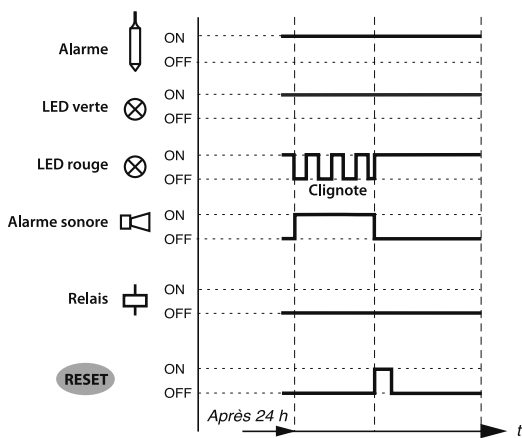 Alarme
ON
OFF
LED verte
ON
OFF
LED rouge
ON
OFF
Clignote
Alarme sonore
ON
OFF
Relais
ON
OFF
RESET
ON
OFF
Après 24 h
t